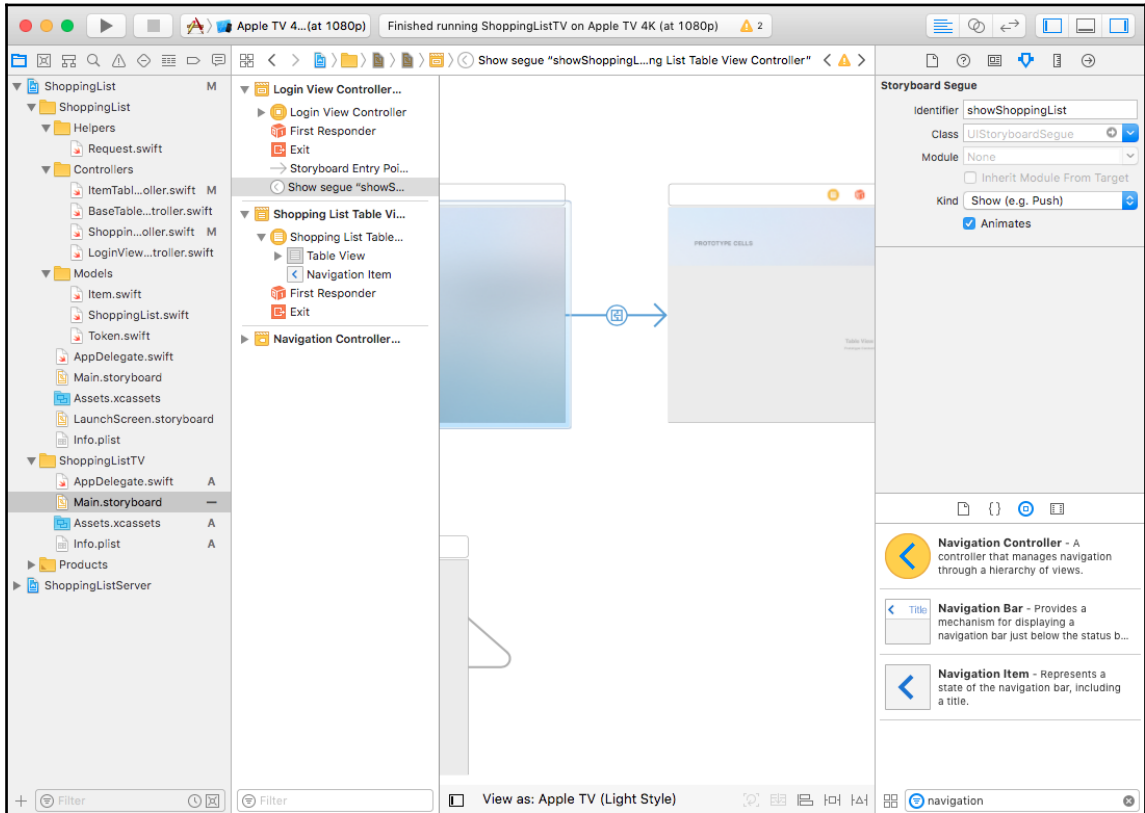 Apple TV 4...(at 1080p)
Finished running ShoppingListTV on Apple TV 4K (at 1080p)
2
Show segue “showShoppingL...ng List Table View Controller”
ShoppingList M
ShoppingList
Helpers
Request.swift
Controllers
ItemTabl...oller.swift M
BaseTable...troller.swift
Shoppin...oller.swift M
LoginView...troller.swift
Models
Item.swift
ShoppingList.swift
Token.swift
AppDelegate.swift
Main.storyboard
Assets.xcassets
LaunchScreen.storyboard
Info.plist
ShoppingListTV
AppDelegate.swift A
Main.storyboard –
Assets.xcassets A
Info.plist A
Products
ShoppingListServer
Filter
Login View Controller...
Login View Controller
First Responder
Exit
Storyboard Entry Poi...
Show segue “showS...
Shopping List Table Vi...
Shopping List Table...
Table View
Navigation Item
First Responder
Exit
Navigation Controller...
Filter
PROTOTYPE CELLS
Table View
View as: Apple TV (Light Style)
Storyboard Segue
Identifier showShoppingList
Class UIStoryboardSegue
Module None
Inherit Module From Target
Kind Show (e.g. Push)
Animates
Navigation Controller - A
controller that manages navigation
through a hierarchy of views.
Title
Navigation Bar - Provides a
mechanism for displaying a
navigation bar just below the status b...
Navigation Item - Represents a
state of the navigation bar, including
a title.
navigation